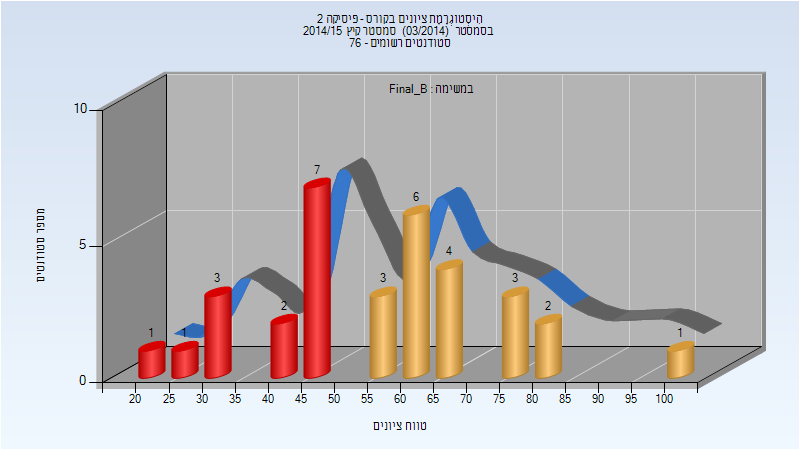 היסטוגרמת ציונים בקורס - פיסיקה 2
בסמסטר (03/2014) סמסטר קיץ 2014/15
סטודנטים רשומים - 76
במשימה : Final_B
מספר סטודנטים
10
5
0
1
1
3
2
7
3
6
4
3
2
1
20 25 30 35 40 45 50 55 60 65 70 75 80 85 90 95 100
טווח ציונים